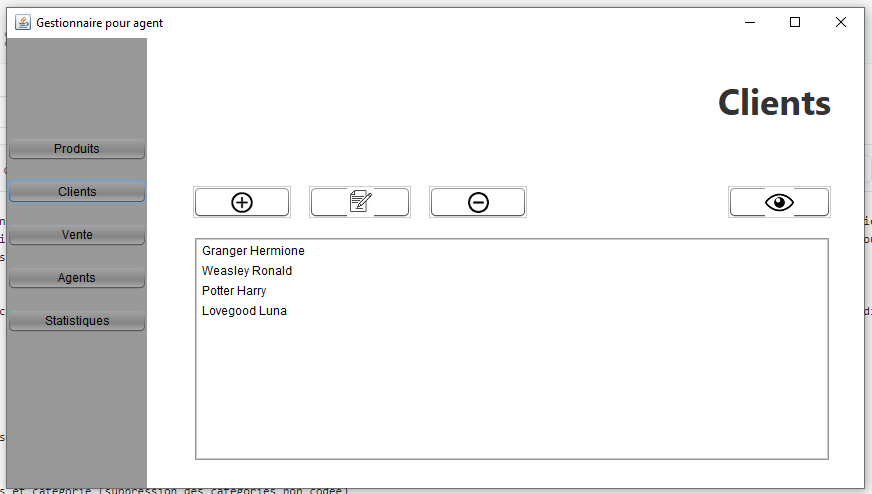 Gestionnaire pour agent
Clients
Produits
Clients
Vente
Agents
Statistiques
Granger Hermione
Weasley Ronald
Potter Harry
Lovegood Luna
s et catégorie (suppression des catégories non codée)